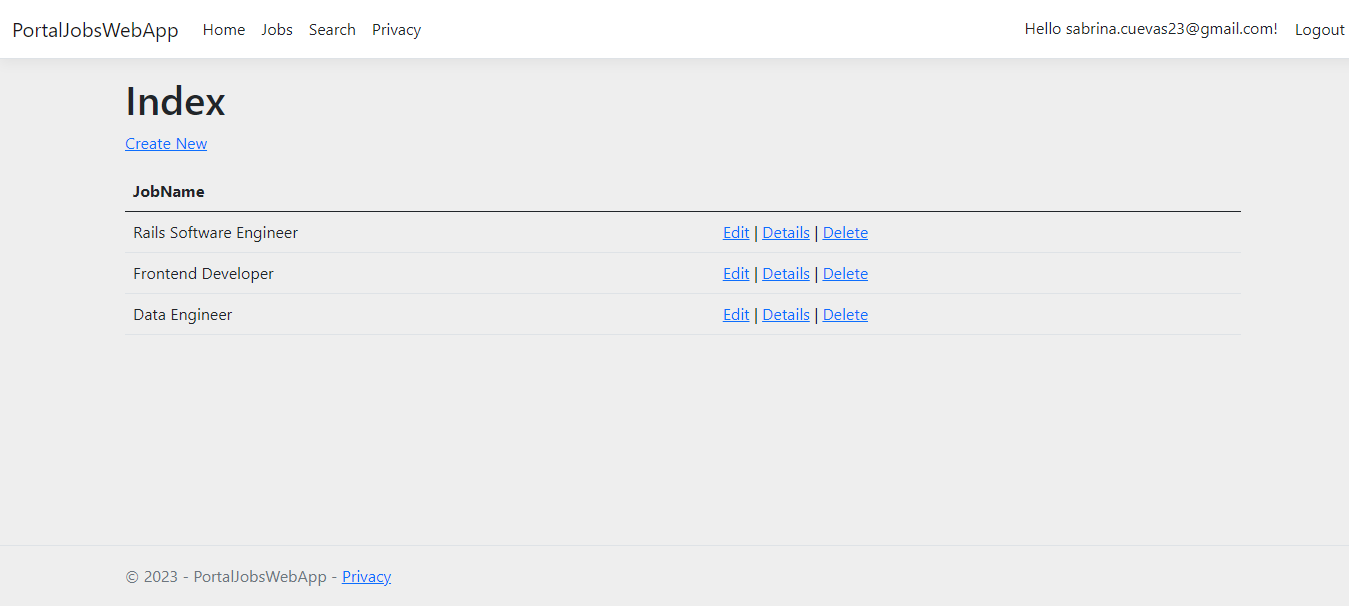 PortalJobsWebApp Home Jobs Search Privacy Hello sabrina.cuevas23@gmail.com! Logout
Index
Create New
JobName
Rails Software Engineer Edit | Details | Delete
Frontend Developer Edit | Details | Delete
Data Engineer Edit | Details | Delete
© 2023 - PortalJobsWebApp - Privacy